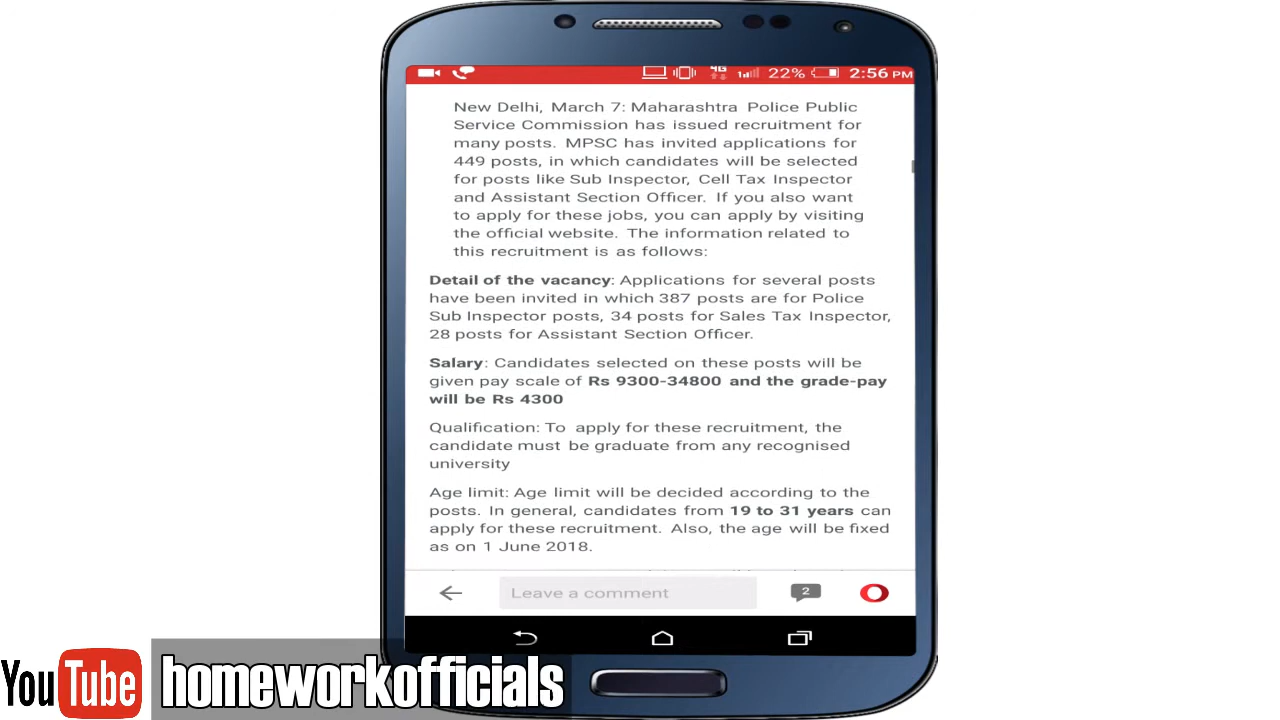 4G 22% 2:56 PM
New Delhi, March 7: Maharashtra Police Public
Service Commission has issued recruitment for
many posts. MPSC has invited applications for
449 posts, in which candidates will be selected
for posts like Sub Inspector, Cell Tax Inspector
and Assistant Section Officer. If you also want
to apply for these jobs, you can apply by visiting
the official website. The information related to
this recruitment is as follows:
Detail of the vacancy: Applications for several posts
have been invited in which 387 posts are for Police
Sub Inspector posts, 34 posts for Sales Tax Inspector,
28 posts for Assistant Section Officer.
Salary: Candidates selected on these posts will be
given pay scale of Rs 9300-34800 and the grade-pay
will be Rs 4300
Qualification: To apply for these recruitment, the
candidate must be graduate from any recognised
university
Age limit: Age limit will be decided according to the
posts. In general, candidates from 19 to 31 years can
apply for these recruitment. Also, the age will be fixed
as on 1 June 2018.
Leave a comment 2
YouTube homeworkofficials